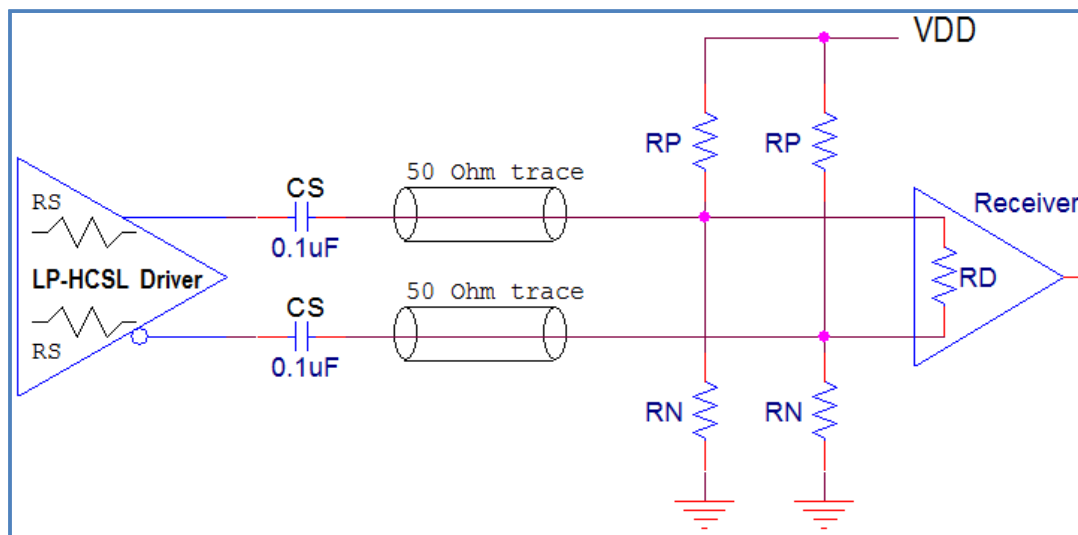 VDD
RP
RP
50 Ohm trace
CS
Receiver
RS
0.1uF
LP-HCSL Driver
RD
50 Ohm trace
CS
RS
0.1uF
RN
RN